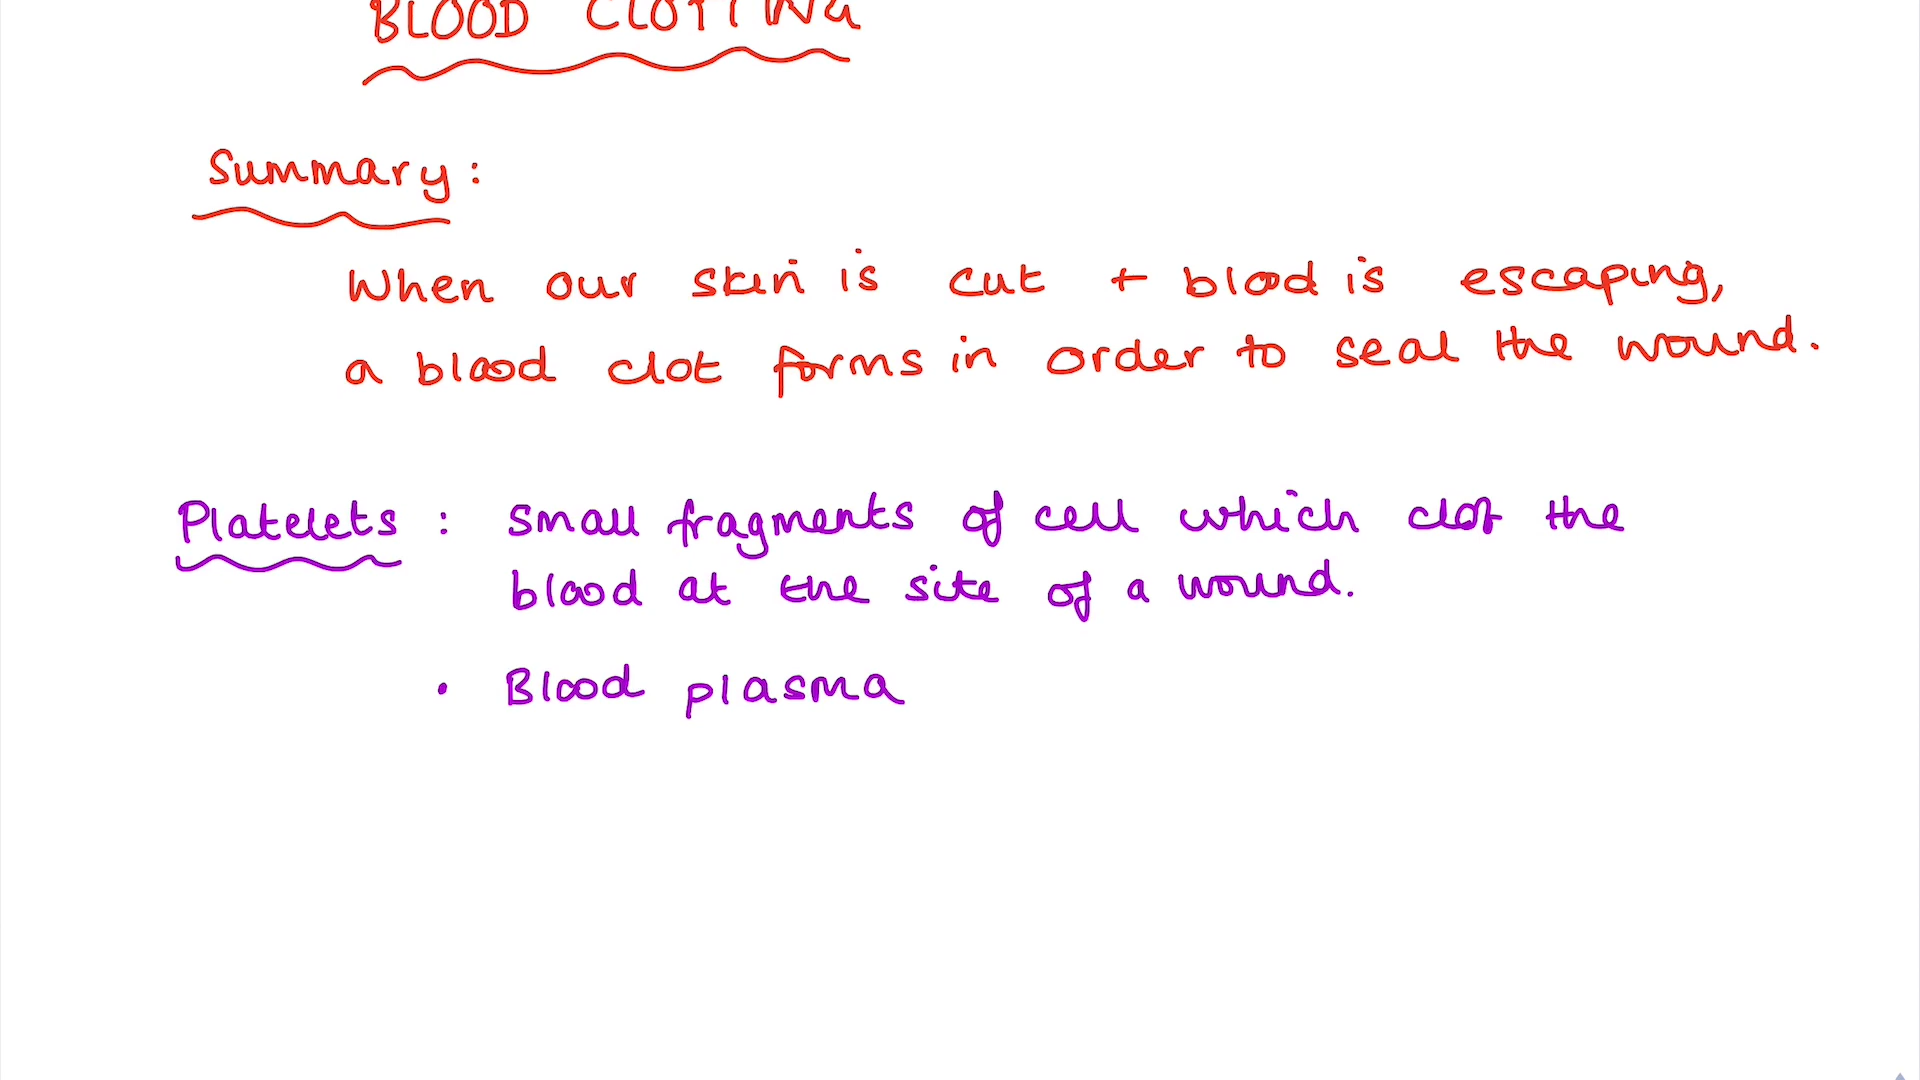 BLOOD CLOTTING
Summary:
When our skin is cut + blood is escaping,
a blood clot forms in order to seal the wound.
Platelets : Small fragments of cell which clot the
blood at the site of a wound.
• Blood plasma